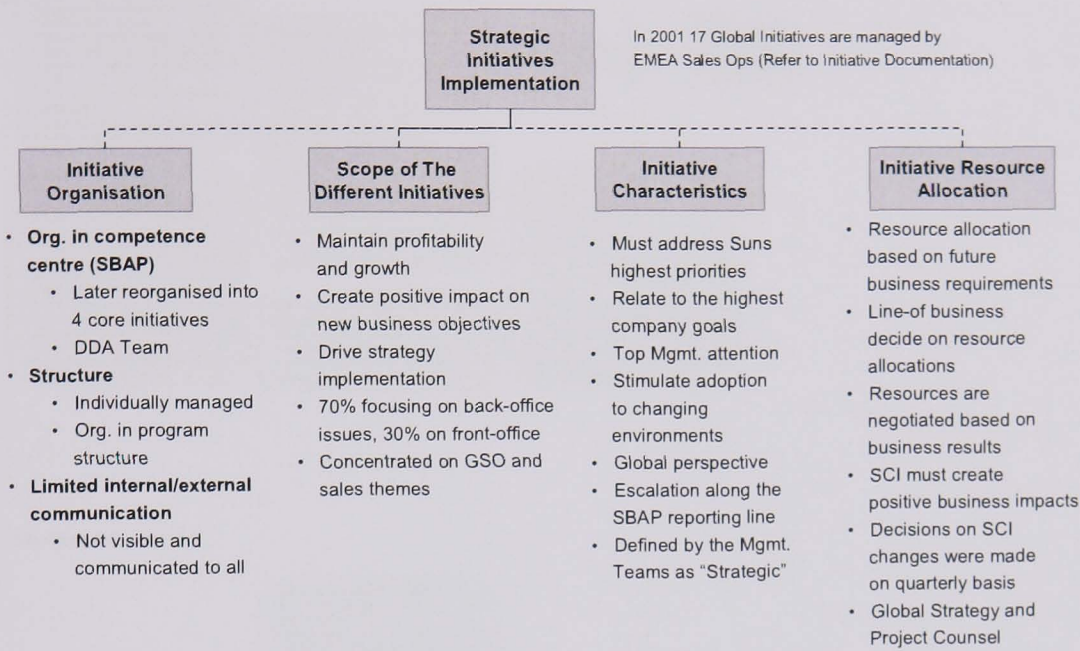 Strategic
Initiatives
Implementation
In 2001 17 Global Initiatives are managed by
EMEA Sales Ops (Refer to Initiative Documentation)
Initiative
Organisation
• Org. in competence
centre (SBAP)
• Later reorganised into
4 core initiatives
• DDA Team
• Structure
• Individually managed
• Org. in program
structure
• Limited internal/external
communication
• Not visible and
communicated to all
Scope of The
Different Initiatives
• Maintain profitability
and growth
• Create positive impact on
new business objectives
• Drive strategy
implementation
• 70% focusing on back-office
issues, 30% on front-office
• Concentrated on GSO and
sales themes
Initiative
Characteristics
• Must address Suns
highest priorities
• Relate to the highest
company goals
• Top Mgmt. attention
• Stimulate adoption
to changing
environments
• Global perspective
• Escalation along the
SBAP reporting line
• Defined by the Mgmt.
Teams as “Strategic”
Initiative Resource
Allocation
• Resource allocation
based on future
business requirements
• Line-of business
decide on resource
allocations
• Resources are
negotiated based on
business results
• SCI must create
positive business impacts
• Decisions on SCI
changes were made
on quarterly basis
• Global Strategy and
Project Counsel